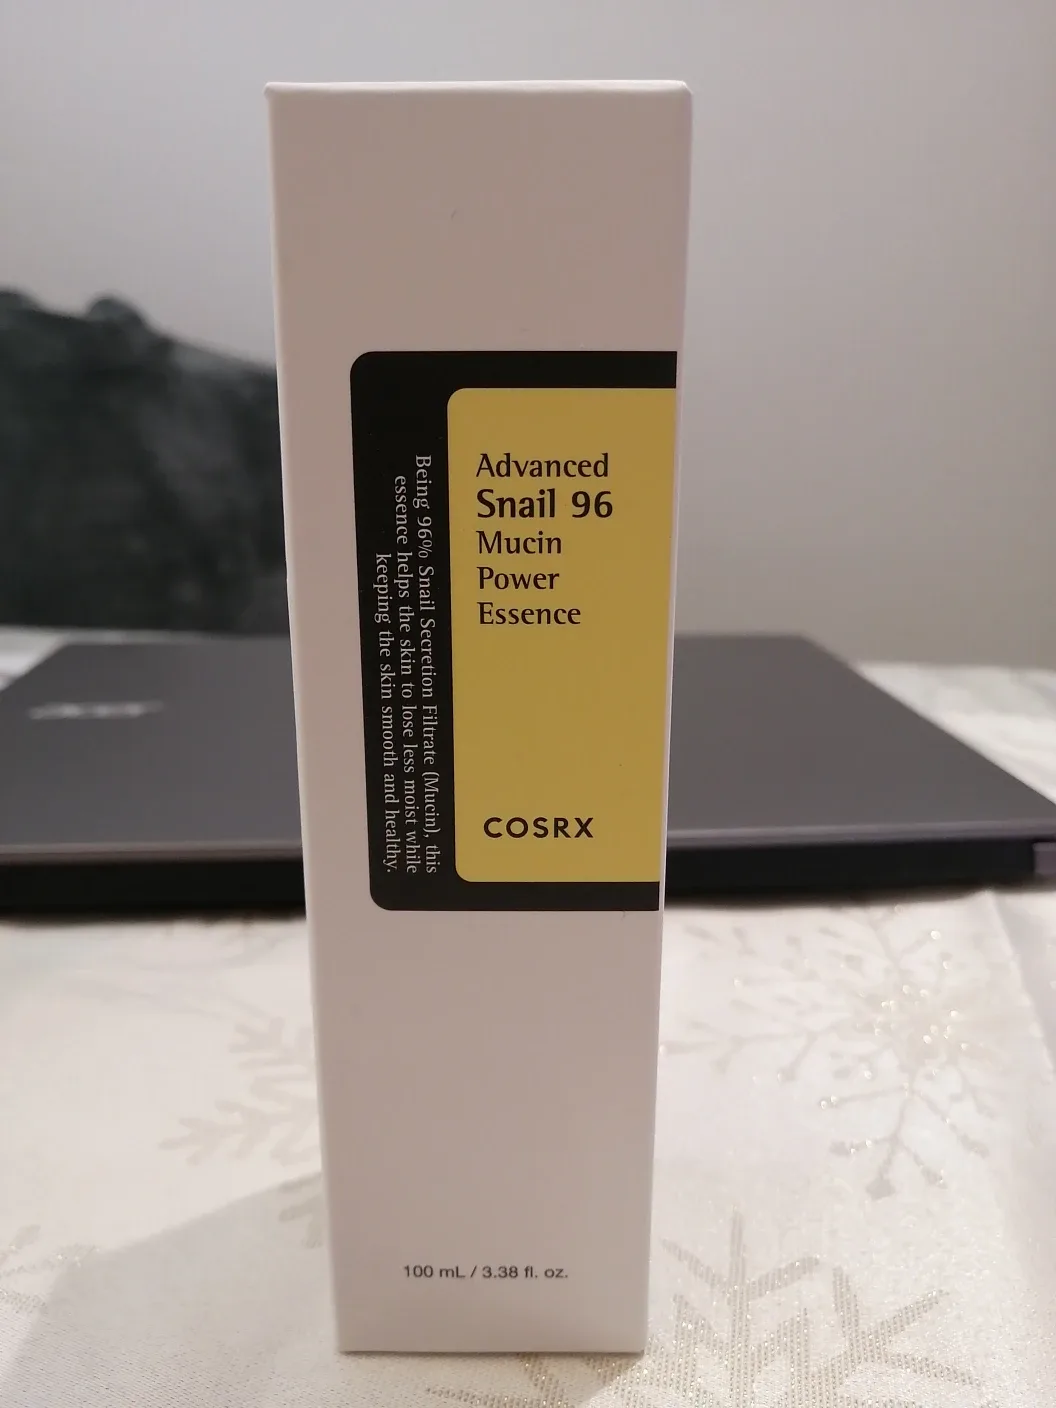 Advanced
Snail 96
Mucin
Power
Essence
COSRX
Being 96% Snail Secretion Filtrate (Mucin), this
essence helps the skin to lose less moist while
keeping the skin smooth and healthy.
100 mL / 3.38 fl. oz.
acer